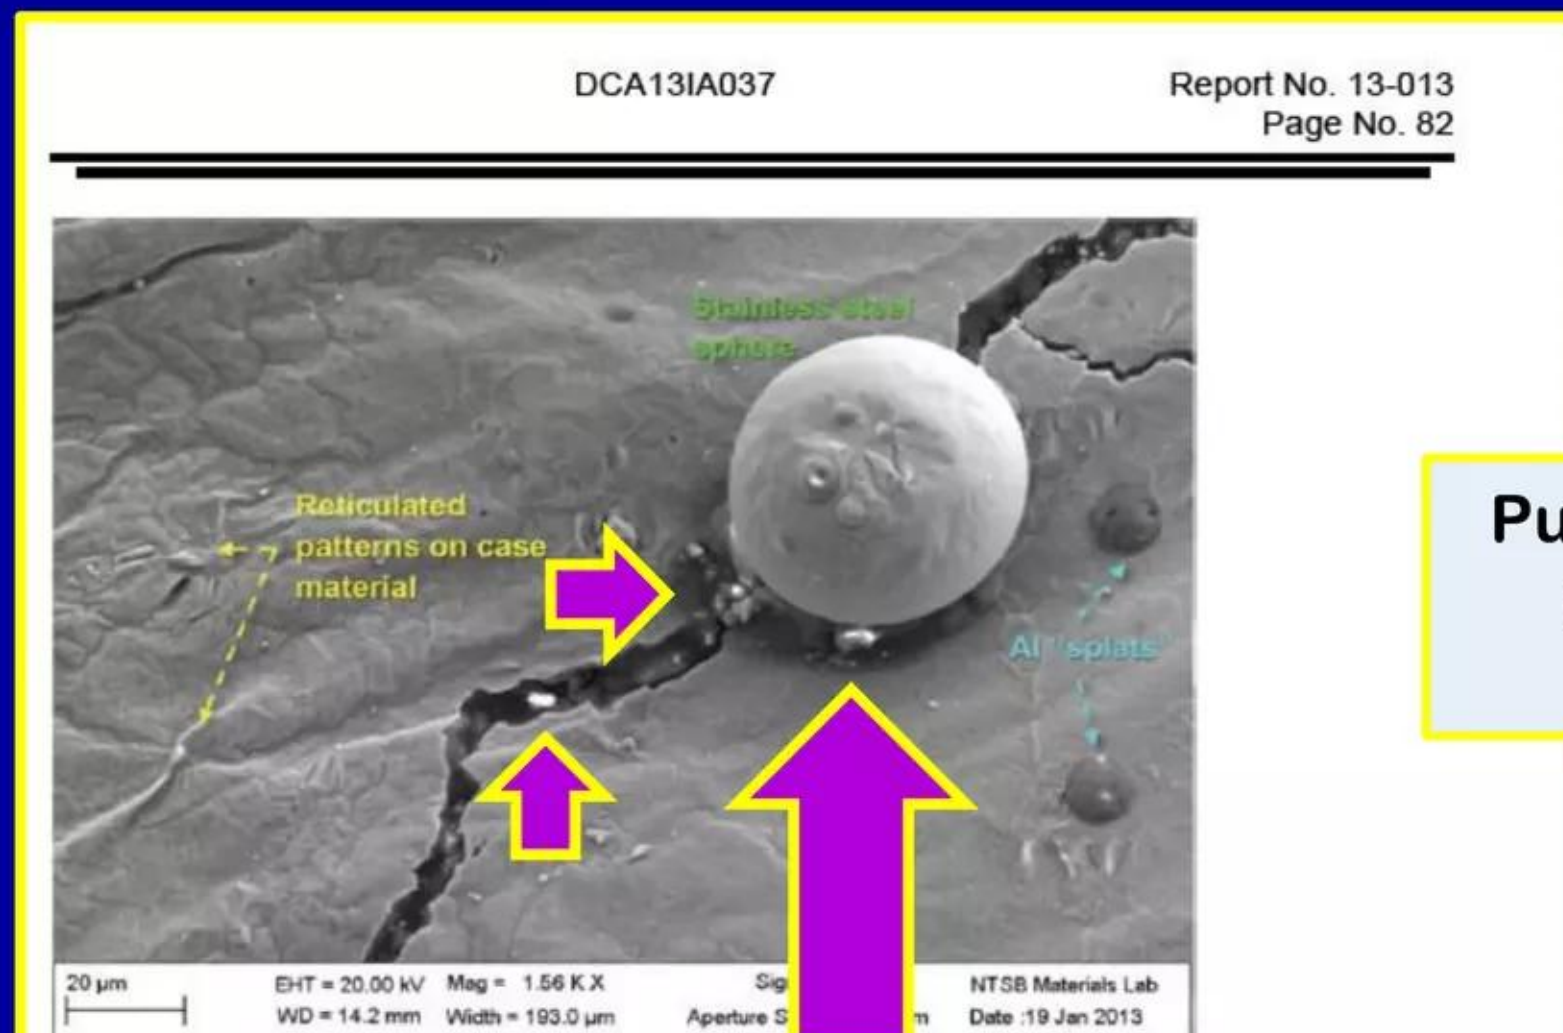 DCA13IA037
Report No. 13-013
Page No. 82
Stainless steel
sphere
Reticulated
patterns on case
material
Al "splats"
Pu
20 µm
EHT = 20.00 kV Mag = 1.56 K X Sig NTSB Materials Lab
WD = 14.2 mm Width = 193.0 µm Aperture S m Date :19 Jan 2013